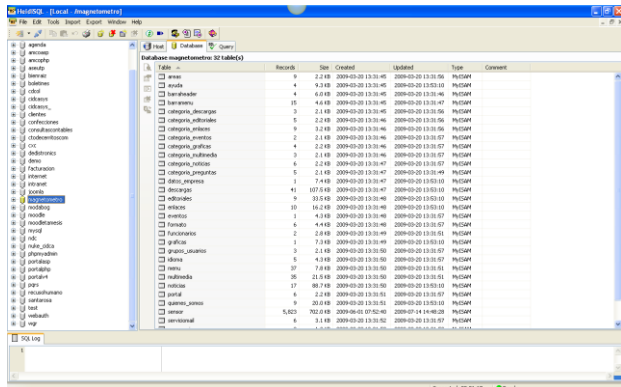 HeidiSQL - [Local - /magnetometro]
File Edit Tools Import Export Window Help
Host Database Query
Database magnetometro: 32 table(s)
Table Records Size Created Updated Type Comment
areas 9 2.2 KB 2009-03-20 13:31:45 2009-03-20 13:31:56 MyISAM
ayuda 4 9.3 KB 2009-03-20 13:31:45 2009-03-20 13:53:10 MyISAM
barraheader 4 6.0 KB 2009-03-20 13:31:45 2009-03-20 13:31:46 MyISAM
barramenu 15 4.6 KB 2009-03-20 13:31:45 2009-03-20 13:31:47 MyISAM
categoria_descargas 3 2.1 KB 2009-03-20 13:31:46 2009-03-20 13:31:56 MyISAM
categoria_editoriales 5 2.2 KB 2009-03-20 13:31:46 2009-03-20 13:31:56 MyISAM
categoria_enlaces 9 3.2 KB 2009-03-20 13:31:46 2009-03-20 13:31:56 MyISAM
categoria_eventos 2 2.1 KB 2009-03-20 13:31:46 2009-03-20 13:31:57 MyISAM
categoria_graficas 4 2.2 KB 2009-03-20 13:31:46 2009-03-20 13:31:57 MyISAM
categoria_multimedia 3 2.1 KB 2009-03-20 13:31:46 2009-03-20 13:31:57 MyISAM
categoria_noticias 6 2.2 KB 2009-03-20 13:31:47 2009-03-20 13:31:57 MyISAM
categoria_preguntas 5 2.1 KB 2009-03-20 13:31:47 2009-03-20 13:31:49 MyISAM
datos_empresa 1 7.4 KB 2009-03-20 13:31:47 2009-03-20 13:53:10 MyISAM
descargas 41 107.5 KB 2009-03-20 13:31:47 2009-03-20 13:53:10 MyISAM
editoriales 9 33.5 KB 2009-03-20 13:31:48 2009-03-20 13:53:10 MyISAM
enlaces 10 16.2 KB 2009-03-20 13:31:48 2009-03-20 13:53:10 MyISAM
eventos 1 4.3 KB 2009-03-20 13:31:48 2009-03-20 13:31:57 MyISAM
formato 6 4.4 KB 2009-03-20 13:31:48 2009-03-20 13:31:57 MyISAM
funcionarios 2 2.8 KB 2009-03-20 13:31:49 2009-03-20 13:31:51 MyISAM
graficas 1 7.3 KB 2009-03-20 13:31:49 2009-03-20 13:53:10 MyISAM
grupos_usuarios 3 2.1 KB 2009-03-20 13:31:50 2009-03-20 13:31:57 MyISAM
idioma 5 4.3 KB 2009-03-20 13:31:50 2009-03-20 13:31:57 MyISAM
menu 37 7.8 KB 2009-03-20 13:31:50 2009-03-20 13:31:51 MyISAM
multimedia 35 21.5 KB 2009-03-20 13:31:50 2009-03-20 13:31:51 MyISAM
noticias 17 88.7 KB 2009-03-20 13:31:50 2009-03-20 13:53:10 MyISAM
portal 6 2.2 KB 2009-03-20 13:31:51 2009-03-20 13:31:57 MyISAM
quienes_somos 9 20.0 KB 2009-03-20 13:31:51 2009-03-20 13:53:10 MyISAM
sensor 5,823 702.0 KB 2009-06-01 07:52:40 2009-07-14 14:48:28 MyISAM
serviciomail 6 3.1 KB 2009-03-20 13:31:52 2009-03-20 13:31:57 MyISAM
agenda
amcowep
amcophp
aseutp
bienraiz
boletines
cdcol
cidcasys
cidcasys_
clientes
confecciones
consultascontables
ctodecentoscom
cvc
dedistronics
demo
facturacion
internet
intranet
joomla
magnetometro
modabog
moodle
moodletamesis
mysql
ndc
nuke_cidca
phpmyadmin
portalasp
portalphp
portalv4
pqrs
recursohumano
santarosa
test
webauth
vigr
SQL Log
1